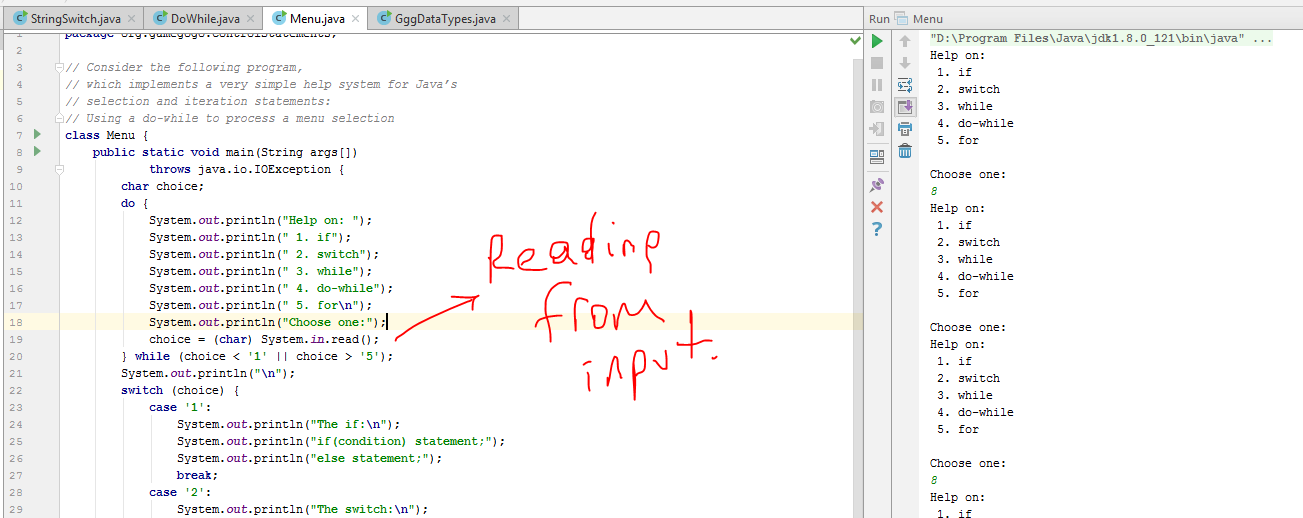 StringSwitch.java
DoWhile.java
Menu.java
GggDataTypes.java
Run Menu
2
3 // Consider the following program,
4 // which implements a very simple help system for Java's
5 // selection and iteration statements:
6 // Using a do-while to process a menu selection
7 class Menu {
8 public static void main(String args[])
9 throws java.io.IOException {
10 char choice;
11 do {
12 System.out.println("Help on: ");
13 System.out.println(" 1. if");
14 System.out.println(" 2. switch");
15 System.out.println(" 3. while");
16 System.out.println(" 4. do-while");
17 System.out.println(" 5. for\n");
18 System.out.println("Choose one:");
19 choice = (char) System.in.read();
20 } while (choice < '1' || choice > '5');
21 System.out.println("\n");
22 switch (choice) {
23 case '1':
24 System.out.println("The if:\n");
25 System.out.println("if(condition) statement;");
26 System.out.println("else statement;");
27 break;
28 case '2':
29 System.out.println("The switch:\n");
Reading
from
input.
"D:\Program Files\Java\jdk1.8.0_121\bin\java" ...
Help on:
1. if
2. switch
3. while
4. do-while
5. for
Choose one:
8
Help on:
1. if
2. switch
3. while
4. do-while
5. for
Choose one:
Help on:
1. if
2. switch
3. while
4. do-while
5. for
Choose one:
8
Help on:
1. if